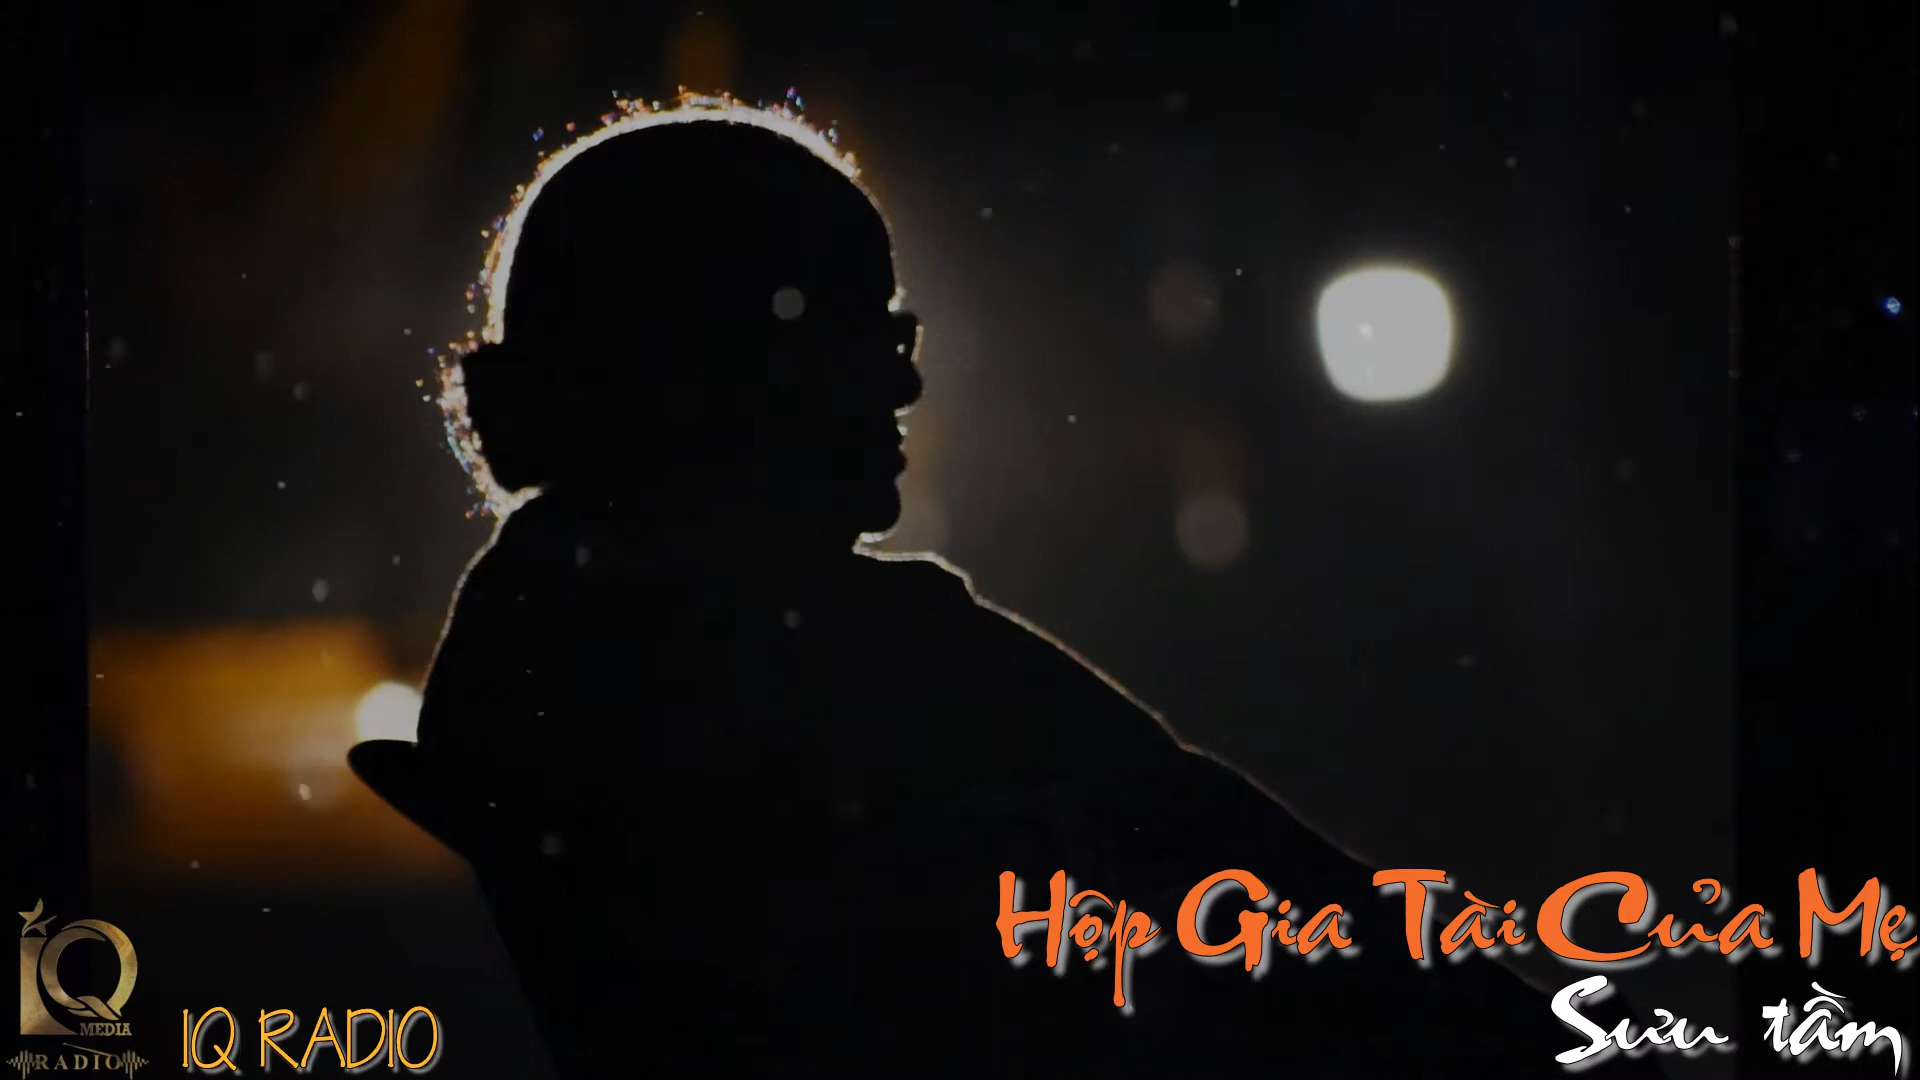 Hộp Gia Tài Của Mẹ
Sưu tầm
IQ
MEDIA
RADIO
IQ RADIO